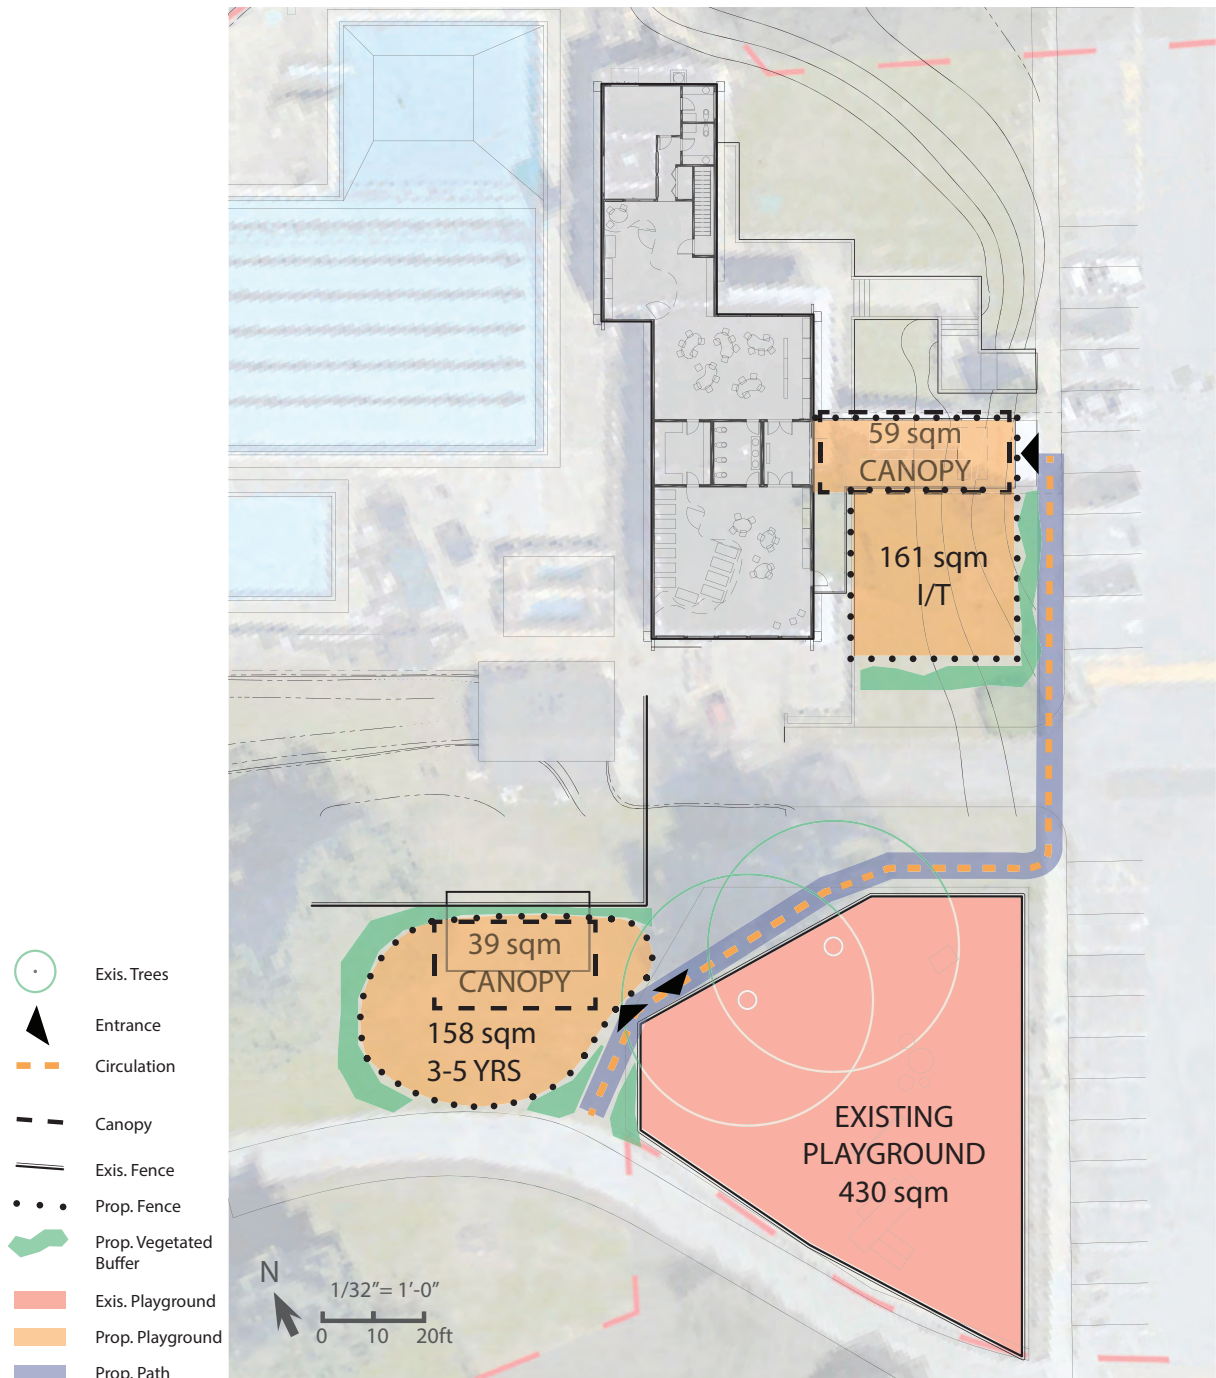 59 sqm
CANOPY
161 sqm
I/T
39 sqm
CANOPY
158 sqm
3-5 YRS
EXISTING
PLAYGROUND
430 sqm
Exis. Trees
Entrance
Circulation
Canopy
Exis. Fence
Prop. Fence
Prop. Vegetated
Buffer
Exis. Playground
Prop. Playground
Prop. Path
N
1/32”= 1’-0”
0 10 20ft